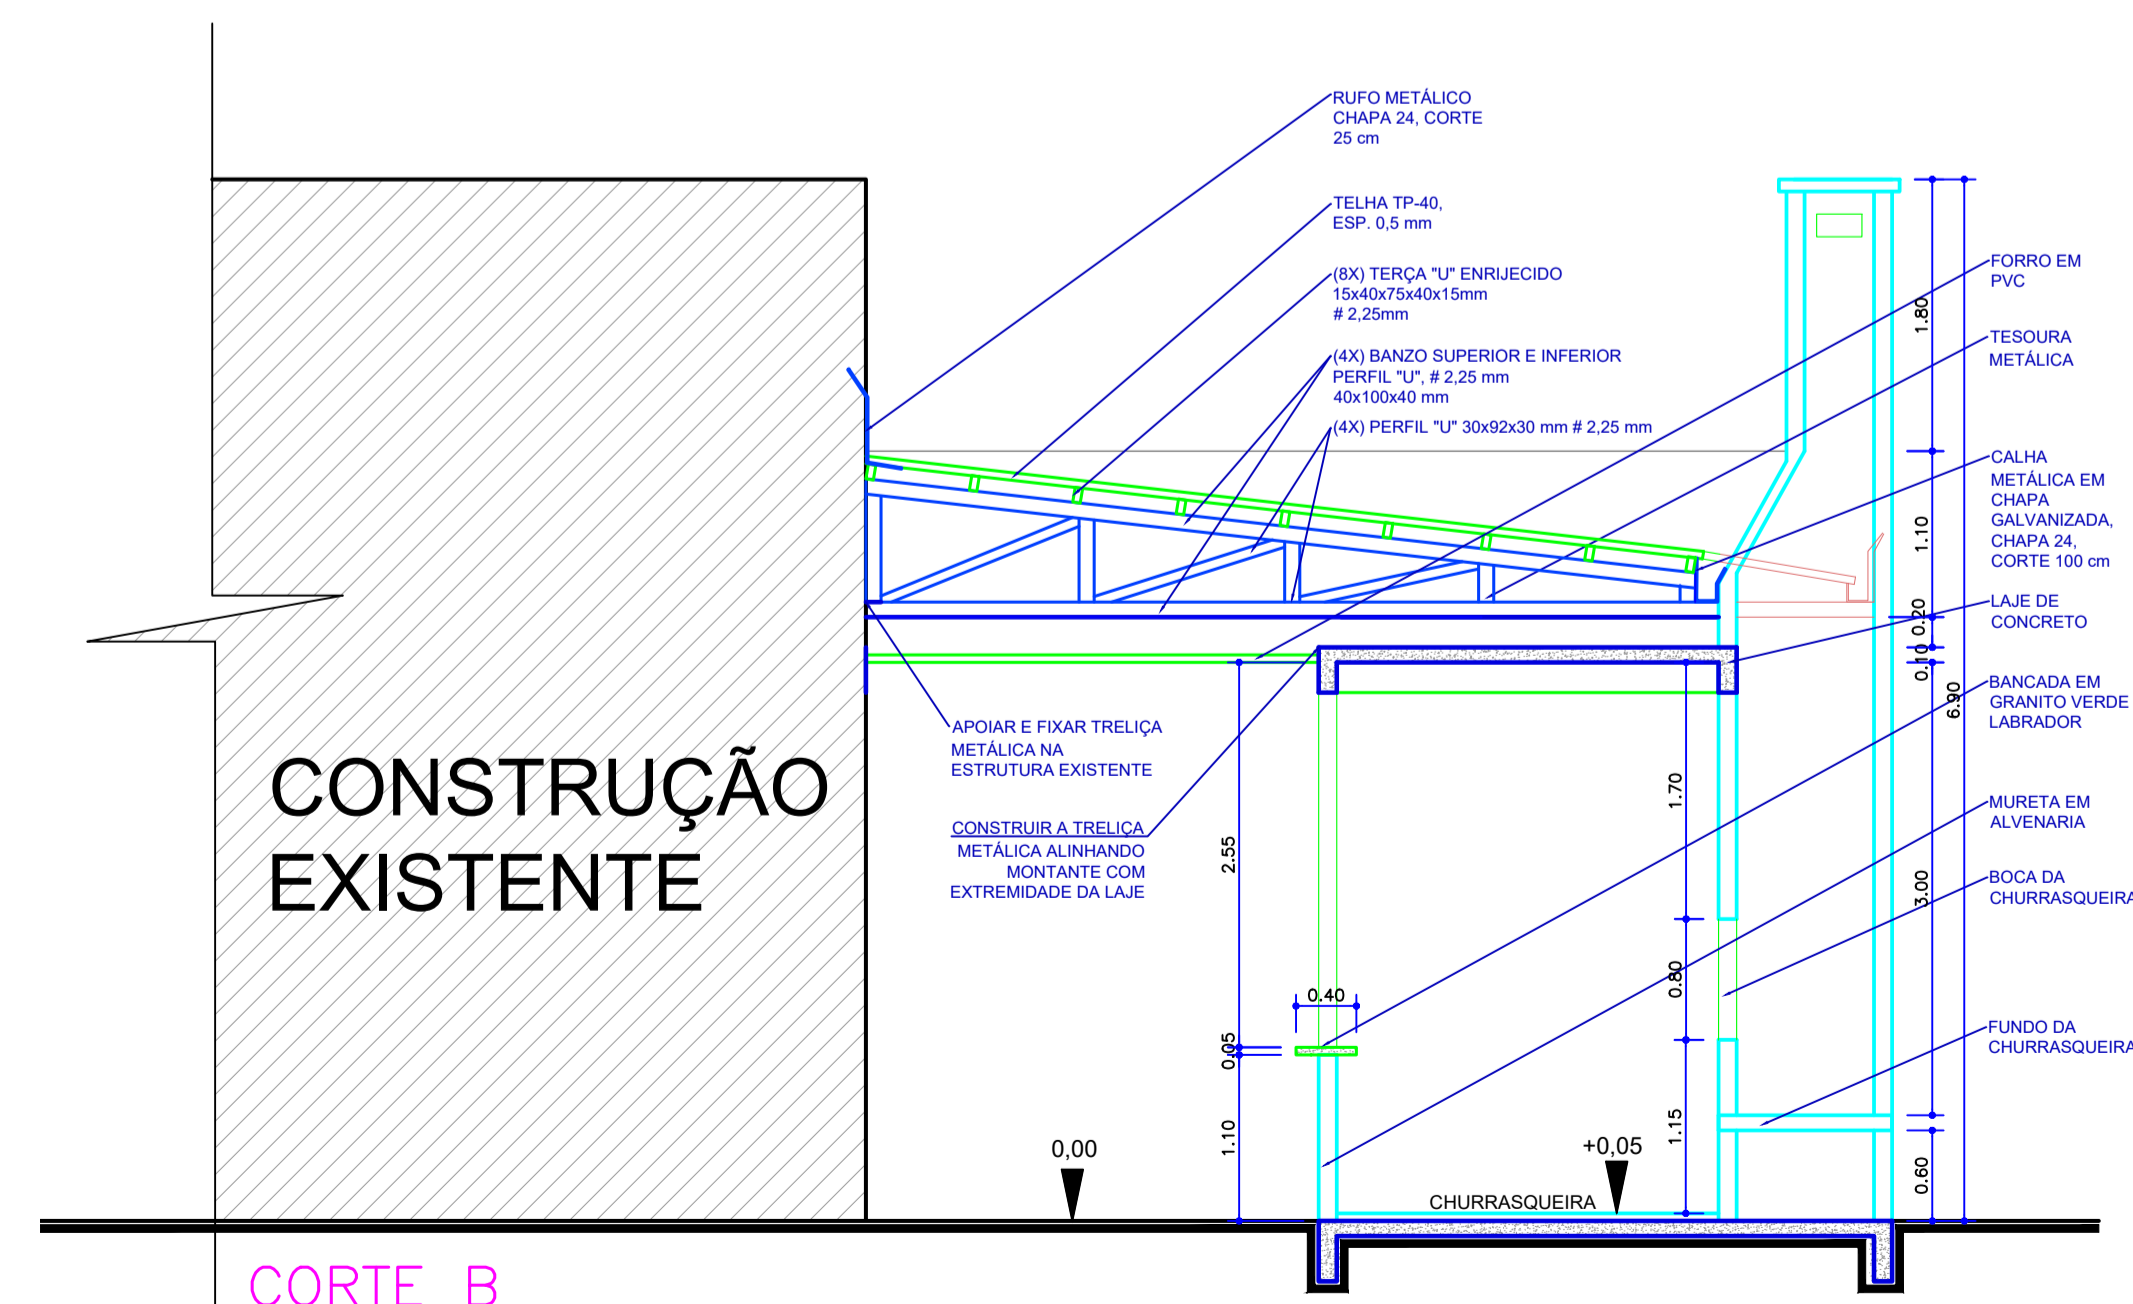 RUFO METÁLICO
CHAPA 24, CORTE
25 cm
TELHA TP-40,
ESP. 0,5 mm
(8X) TERÇA "U" ENRIJECIDO
15x40x75x40x15mm
# 2,25mm
(4X) BANZO SUPERIOR E INFERIOR
PERFIL "U", # 2,25 mm
40x100x40 mm
(4X) PERFIL "U" 30x92x30 mm # 2,25 mm
FORRO EM
PVC
TESOURA
METÁLICA
CALHA
METÁLICA EM
CHAPA
GALVANIZADA,
CHAPA 24,
CORTE 100 cm
LAJE DE
CONCRETO
BANCADA EM
GRANITO VERDE
LABRADOR
MURETA EM
ALVENARIA
BOCA DA
CHURRASQUEIRA
FUNDO DA
CHURRASQUEIRA
1.80
1.10
0.20
0.10
6.90
3.00
0.60
APOIAR E FIXAR TRELIÇA
METÁLICA NA
ESTRUTURA EXISTENTE
CONSTRUIR A TRELIÇA
METÁLICA ALINHANDO
MONTANTE COM
EXTREMIDADE DA LAJE
CONSTRUÇÃO
EXISTENTE
2.55
0.05
1.10
0.40
1.70
0.80
1.15
0,00
+0,05
CHURRASQUEIRA
CORTE B